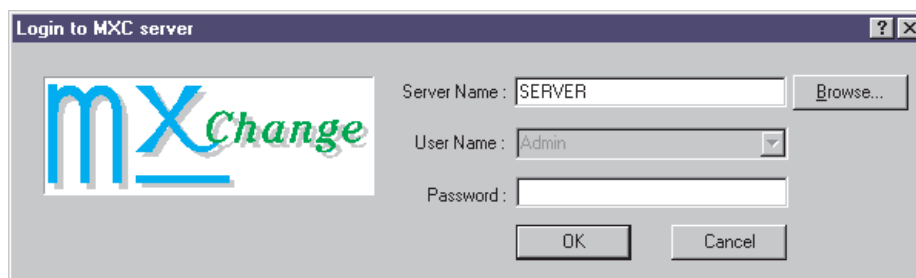 Login to MXC server
? X
mX Change
Server Name : SERVER Browse...
User Name : Admin
Password :
OK Cancel